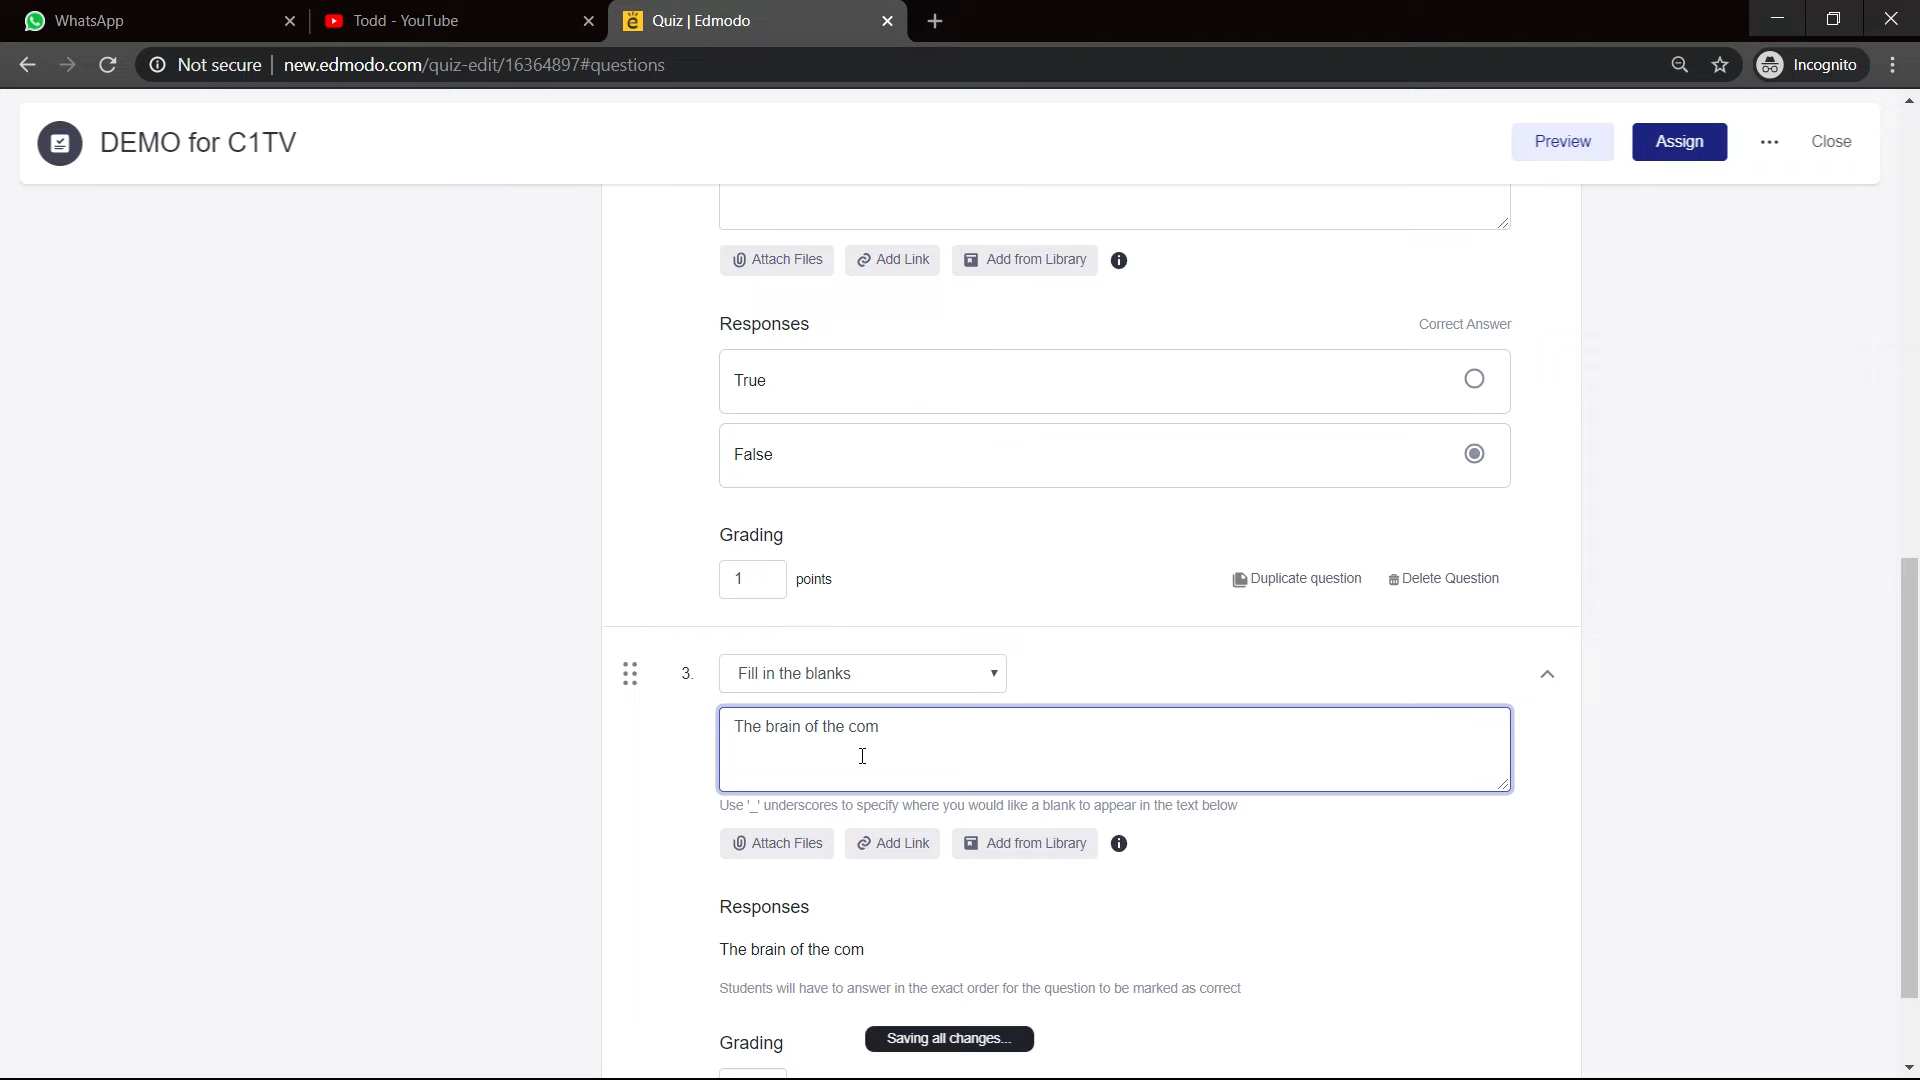 WhatsApp
Todd - YouTube
Quiz | Edmodo
Not secure
new.edmodo.com/quiz-edit/16364897#questions
Incognito
DEMO for C1TV
Preview
Assign
Close
Attach Files
Add Link
Add from Library
Responses
Correct Answer
True
False
Grading
1
points
Duplicate question
Delete Question
3.
Fill in the blanks
The brain of the com
Use '_' underscores to specify where you would like a blank to appear in the text below
Attach Files
Add Link
Add from Library
Responses
The brain of the com
Students will have to answer in the exact order for the question to be marked as correct
Grading
Saving all changes...